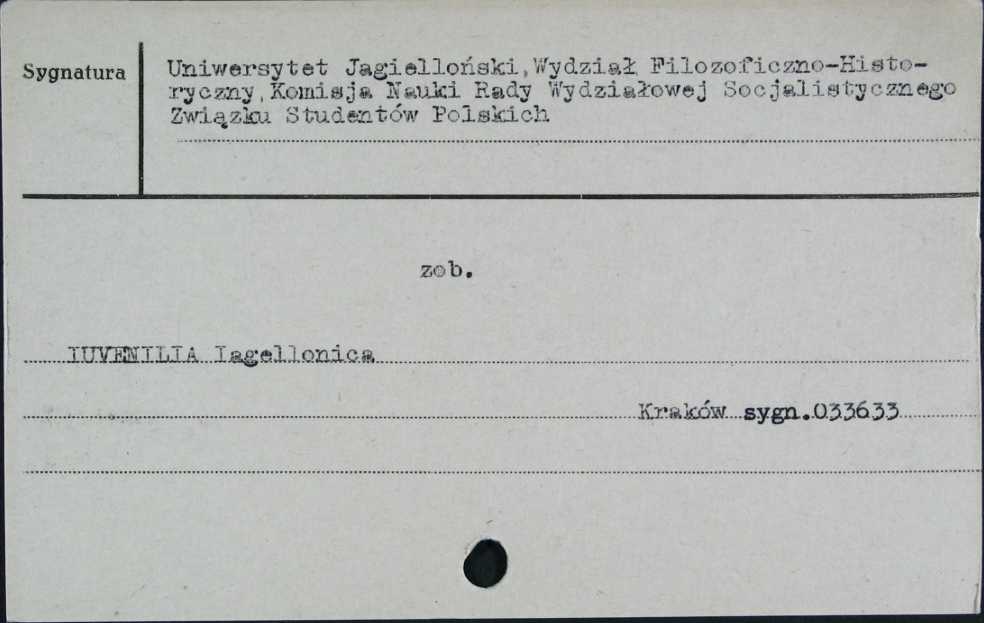 Sygnatura
Uniwersytet Jagielloński,Wydział Filozoficzno-Histo-
ryczny,Komisja Nauki Rady Wydziałowej Socjalistycznego
Związku Studentów Polskich
zob.
IUVENILIA Iagellonica
Kraków sygn.033633